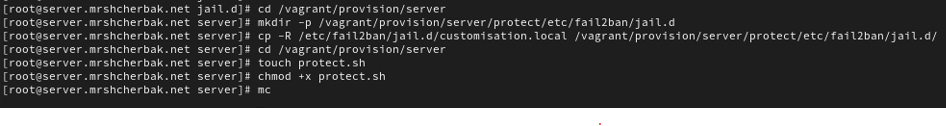 [root@server.mrshcherbak.net jail.d]# cd /vagrant/provision/server
[root@server.mrshcherbak.net server]# mkdir -p /vagrant/provision/server/protect/etc/fail2ban/jail.d
[root@server.mrshcherbak.net server]# cp -R /etc/fail2ban/jail.d/customisation.local /vagrant/provision/server/protect/etc/fail2ban/jail.d/
[root@server.mrshcherbak.net server]# cd /vagrant/provision/server
[root@server.mrshcherbak.net server]# touch protect.sh
[root@server.mrshcherbak.net server]# chmod +x protect.sh
[root@server.mrshcherbak.net server]# mc